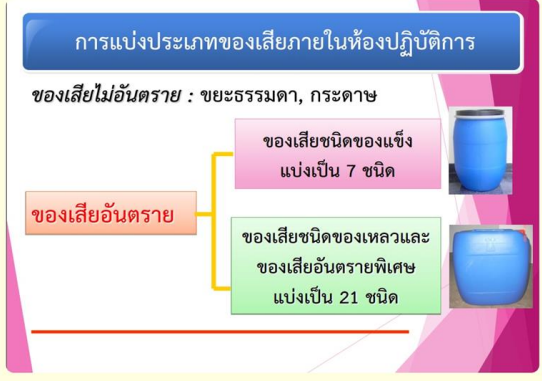 การแบ่งประเภทของเสียภายในห้องปฏิบัติการ
ของเสียไม่อันตราย : ขยะธรรมดา, กระดาษ
ของเสียชนิดของแข็ง
แบ่งเป็น 7 ชนิด
ของเสียอันตราย
ของเสียชนิดของเหลวและ
ของเสียอันตรายพิเศษ
แบ่งเป็น 21 ชนิด